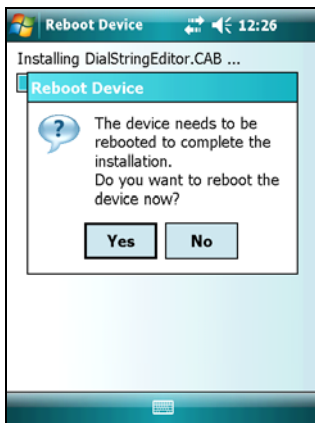 Reboot Device 12:26
Installing DialStringEditor.CAB ...
Reboot Device
The device needs to be
rebooted to complete the
installation.
Do you want to reboot the
device now?
Yes No